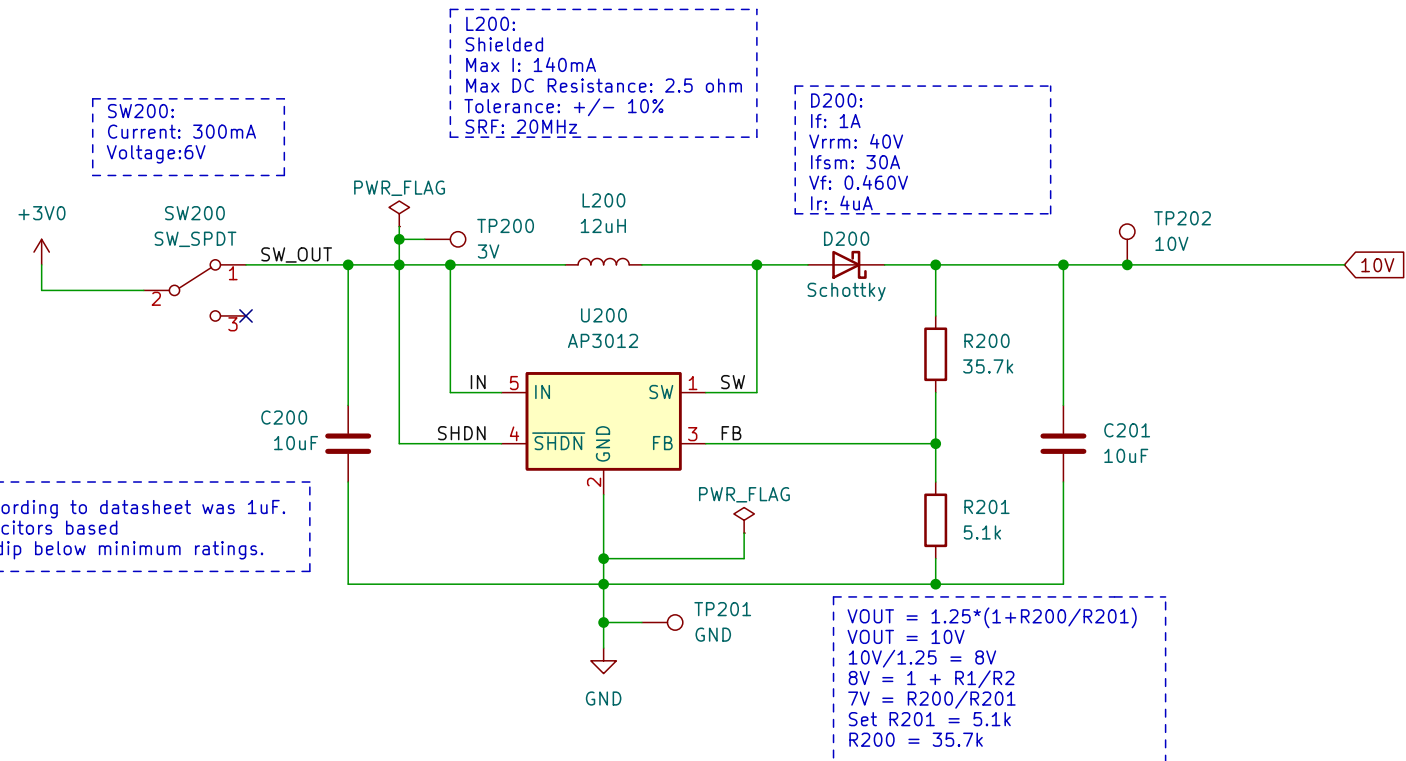 L200:
Shielded
Max I: 140mA
Max DC Resistance: 2.5 ohm
Tolerance: +/- 10%
SRF: 20MHz
D200:
If: 1A
Vrrm: 40V
Ifsm: 30A
Vf: 0.460V
Ir: 4uA
SW200:
Current: 300mA
Voltage:6V
+3V0
SW200
SW_SPDT
1
2
3
SW_OUT
PWR_FLAG
TP200
3V
L200
12uH
D200
Schottky
TP202
10V
10V
U200
AP3012
IN
5
IN
SHDN
4
SHDN
GND
2
SW
1
SW
FB
3
FB
R200
35.7k
R201
5.1k
C200
10uF
C201
10uF
PWR_FLAG
TP201
GND
GND
ording to datasheet was 1uF.
citors based
dip below minimum ratings.
VOUT = 1.25*(1+R200/R201)
VOUT = 10V
10V/1.25 = 8V
8V = 1 + R1/R2
7V = R200/R201
Set R201 = 5.1k
R200 = 35.7k